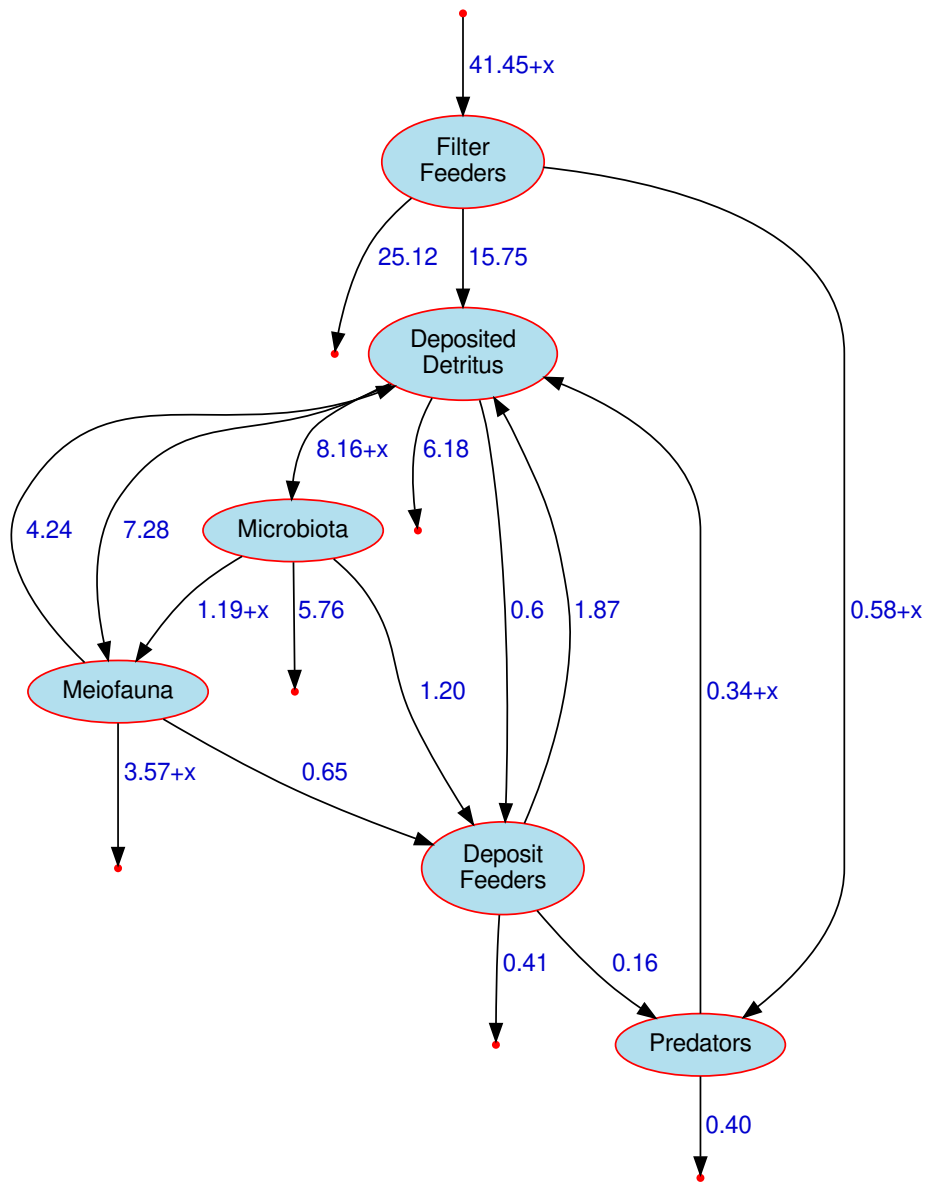 41.45+x
Filter
Feeders
25.12
15.75
Deposited
Detritus
8.16+x
6.18
4.24
7.28
Microbiota
1.19+x
5.76
0.6
1.87
0.58+x
Meiofauna
1.20
0.34+x
3.57+x
0.65
Deposit
Feeders
0.41
0.16
Predators
0.40